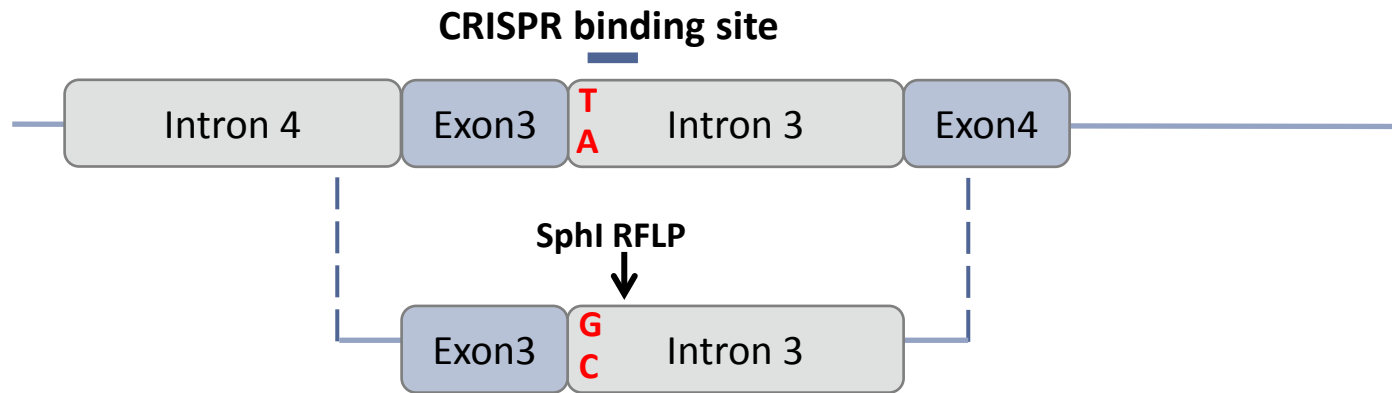 CRISPR binding site
Intron 4
Exon3
T
A
Intron 3
Exon4
SphI RFLP
Exon3
G
C
Intron 3